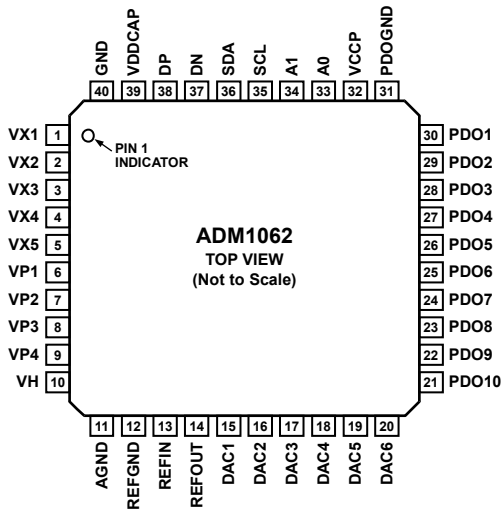 GND
VDDCAP
DP
DN
SDA
SCL
A1
A0
VCCP
PDOGND
40 39 38 37 36 35 34 33 32 31
VX1 1
VX2 2
VX3 3
VX4 4
VX5 5
VP1 6
VP2 7
VP3 8
VP4 9
VH 10
PIN 1
INDICATOR
ADM1062
TOP VIEW
(Not to Scale)
30 PDO1
29 PDO2
28 PDO3
27 PDO4
26 PDO5
25 PDO6
24 PDO7
23 PDO8
22 PDO9
21 PDO10
11 12 13 14 15 16 17 18 19 20
AGND
REFGND
REFIN
REFOUT
DAC1
DAC2
DAC3
DAC4
DAC5
DAC6